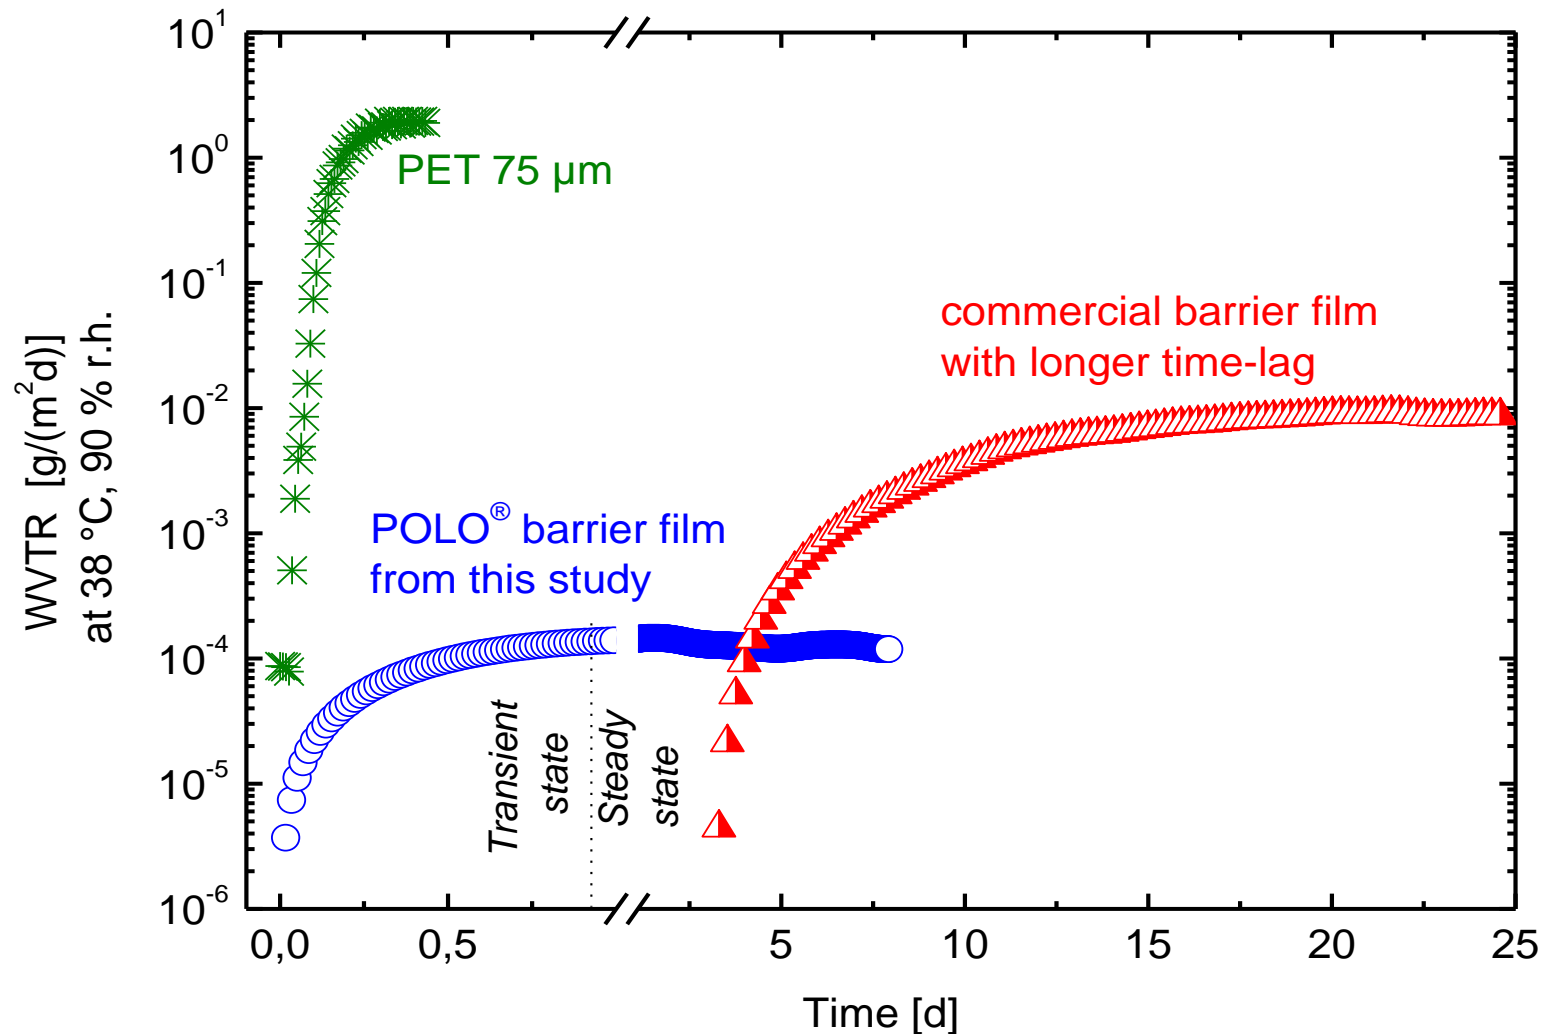 10^1
10^0
10^-1
10^-2
10^-3
10^-4
10^-5
10^-6
WVTR [g/(m^2d)]
at 38 °C, 90 % r.h.
PET 75 µm
commercial barrier film
with longer time-lag
POLO® barrier film
from this study
Transient
state
Steady
state
0,0 0,5 5 10 15 20 25
Time [d]